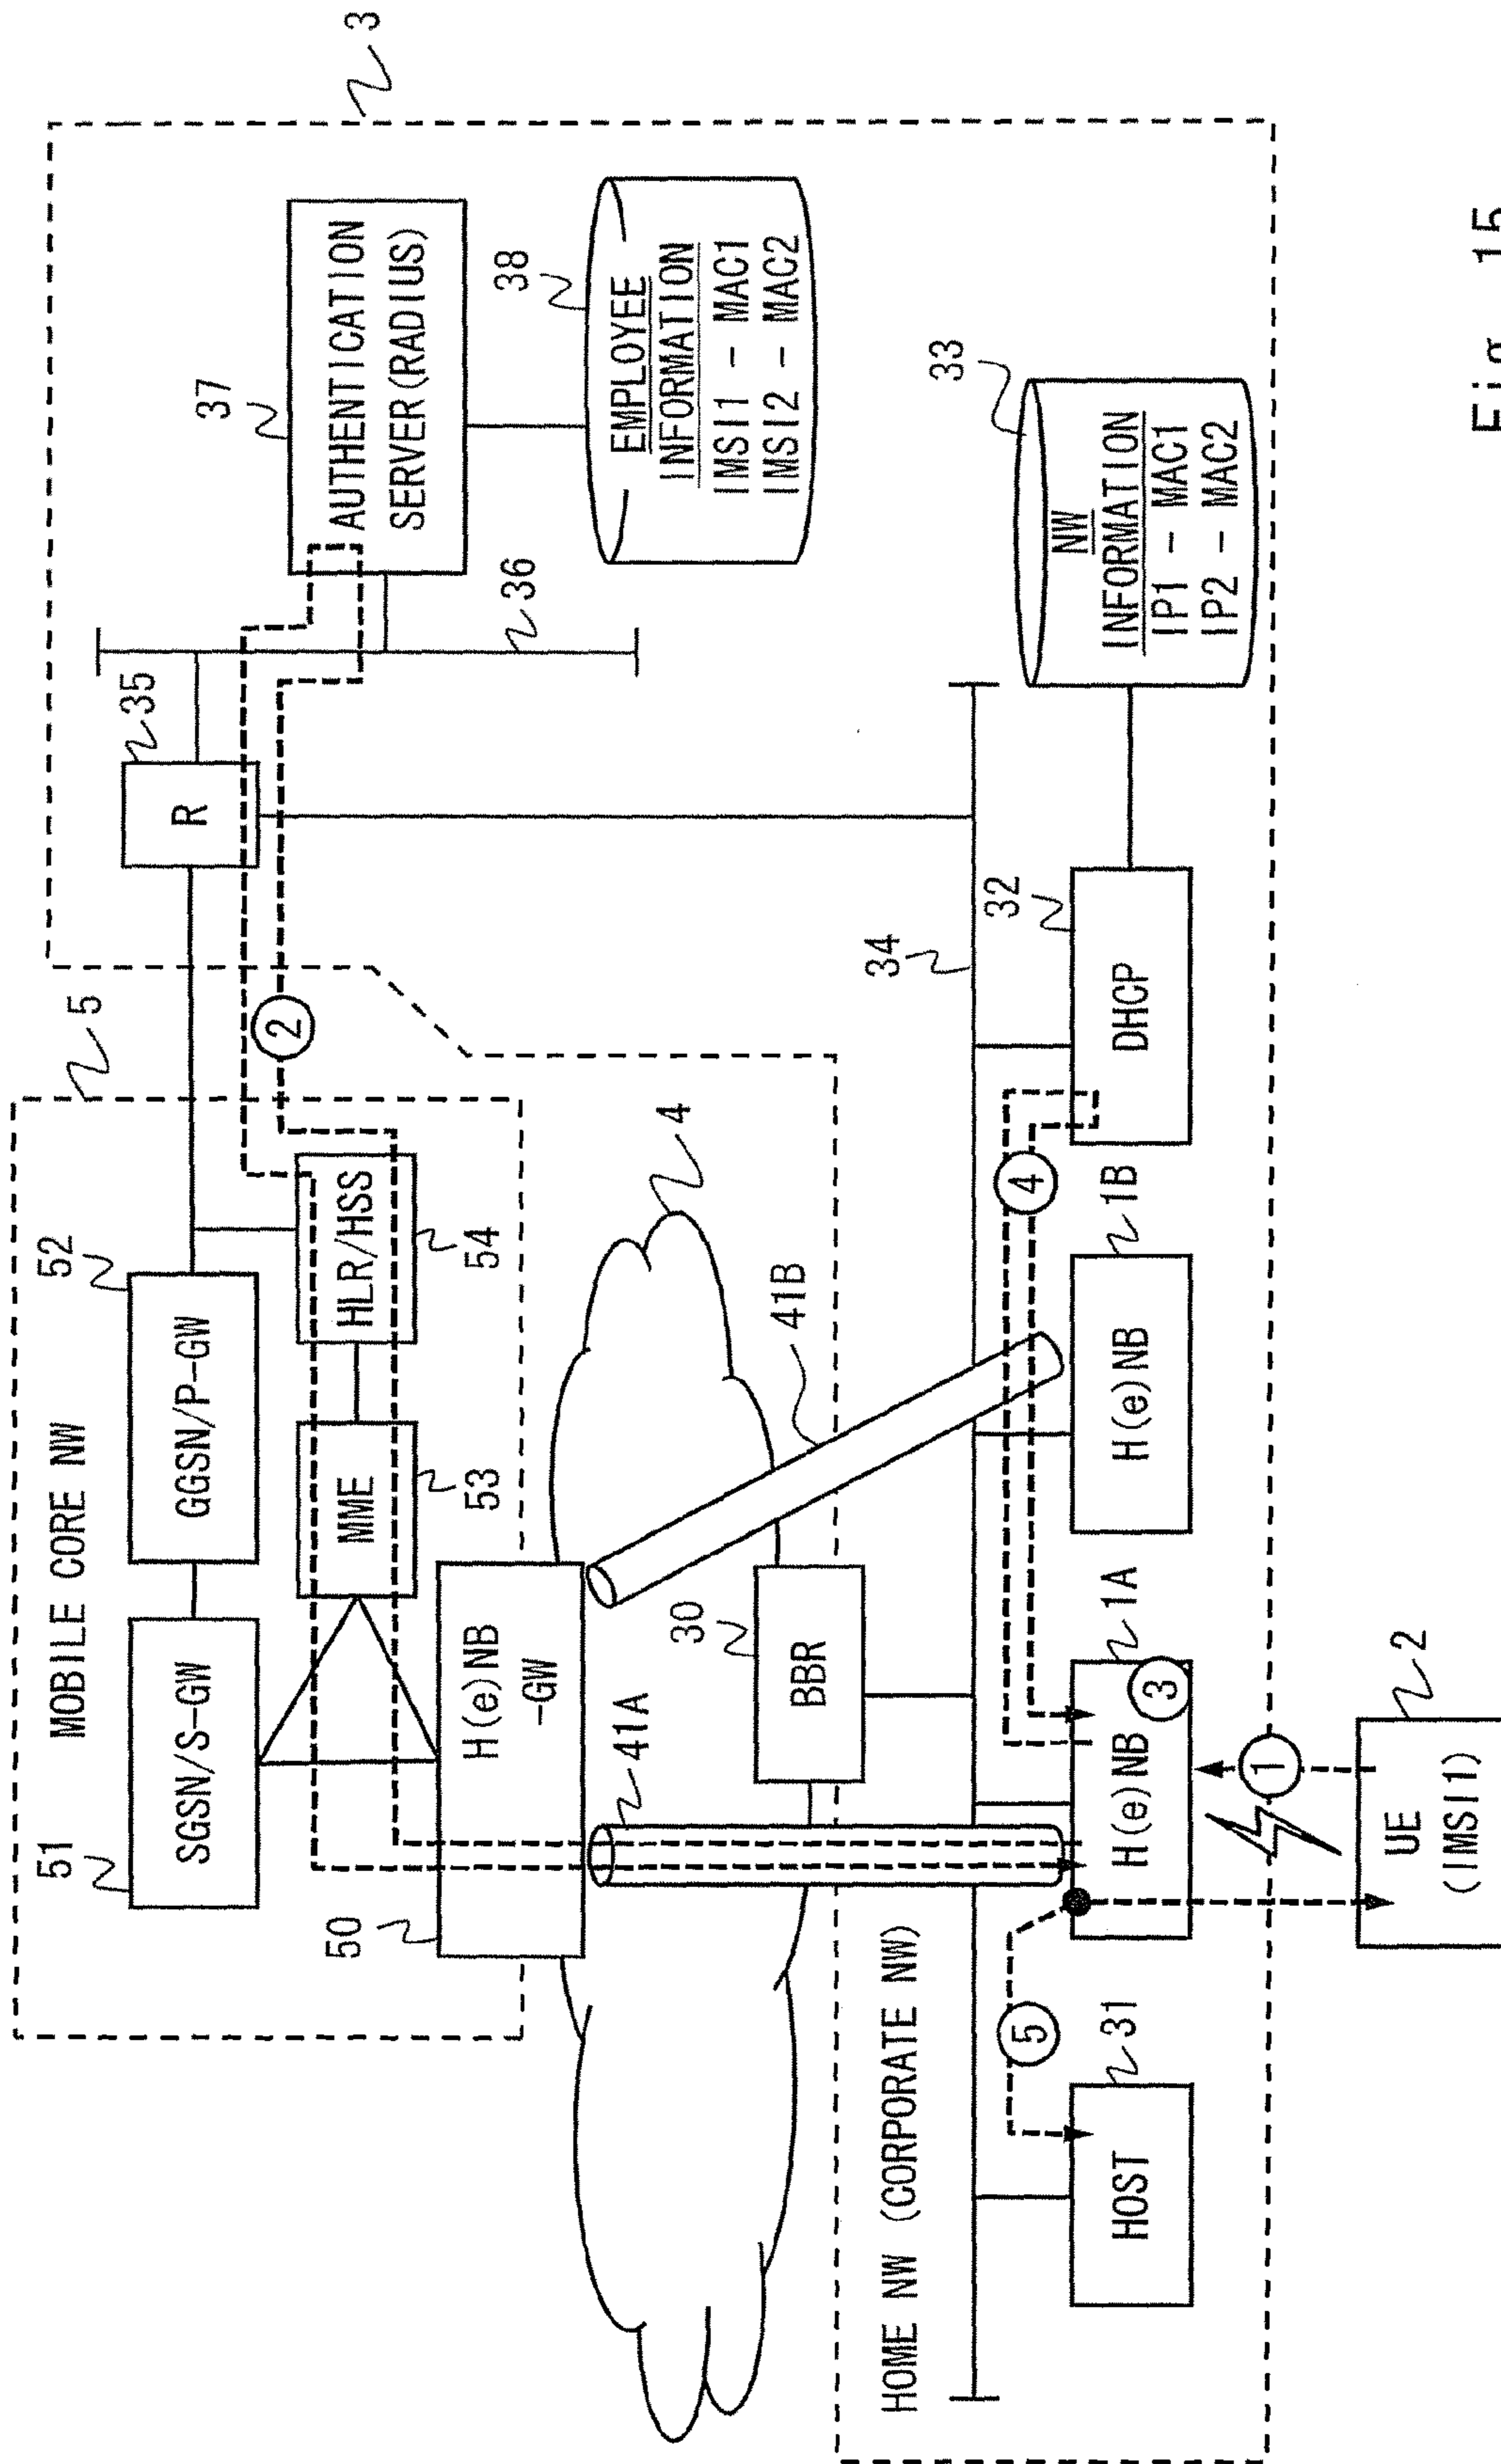 3
5
MOBILE CORE NW
51
SGSN/S-GW
52
GGSN/P-GW
35
R
37
AUTHENTICATION
SERVER(RADIUS)
2
MME
53
HLR/HSS
54
36
38
EMPLOYEE
INFORMATION
IMSI1 - MAC1
IMSI2 - MAC2
50
H(e)NB
-GW
4
41A
41B
30
BBR
HOME NW (CORPORATE NW)
34
33
NW
INFORMATION
IP1 - MAC1
IP2 - MAC2
5
4
32
DHCP
31
HOST
1A
H(e)NB
3
1B
H(e)NB
1
2
UE
(IMSI1)
Fig. 15